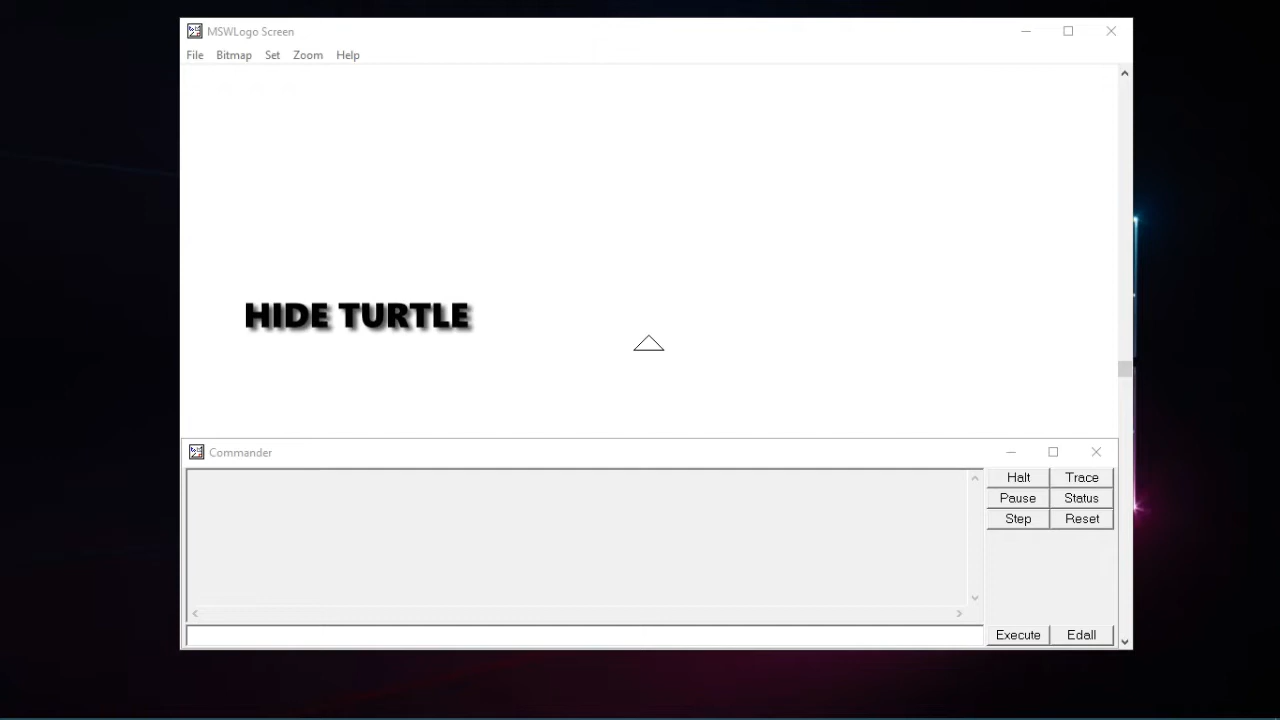 MSWLogo Screen
File Bitmap Set Zoom Help
HIDE TURTLE
Commander
Halt Trace
Pause Status
Step Reset
Execute Edall